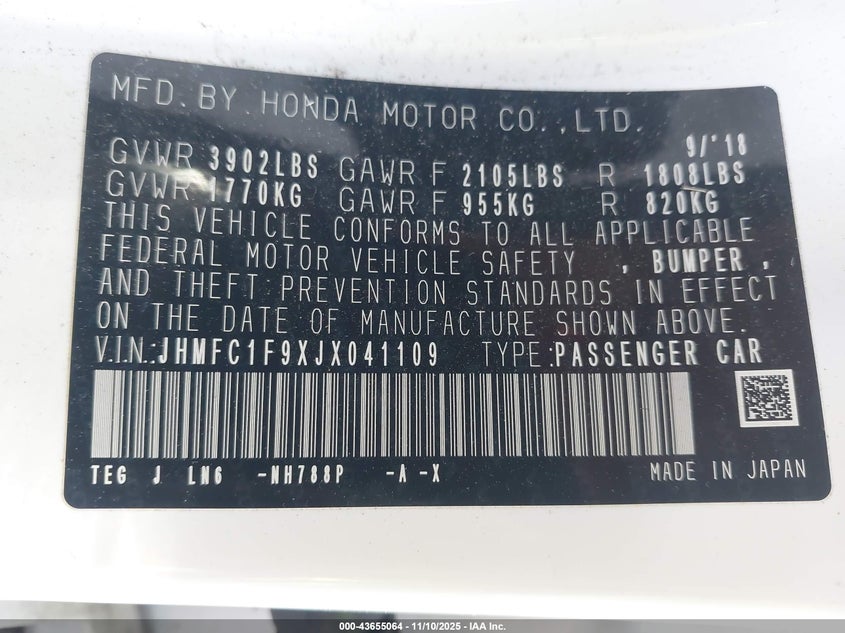 MFD. BY HONDA MOTOR CO., LTD.
9/'18
GVWR 3902LBS GAWR F 2105LBS R 1808LBS
GVWR 1770KG GAWR F 955KG R 820KG
THIS VEHICLE CONFORMS TO ALL APPLICABLE
FEDERAL MOTOR VEHICLE SAFETY , BUMPER ,
AND THEFT PREVENTION STANDARDS IN EFFECT
ON THE DATE OF MANUFACTURE SHOWN ABOVE.
V.I.N.:JHMFC1F9XJX041109 TYPE:PASSENGER CAR
TEG J LN6 -NH788P -A -X MADE IN JAPAN
000-43655064 - 11/10/2025 - IAA Inc.